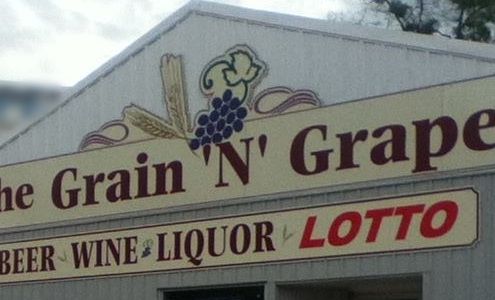 he Grain 'N' Grape
BEER WINE LIQUOR LOTTO